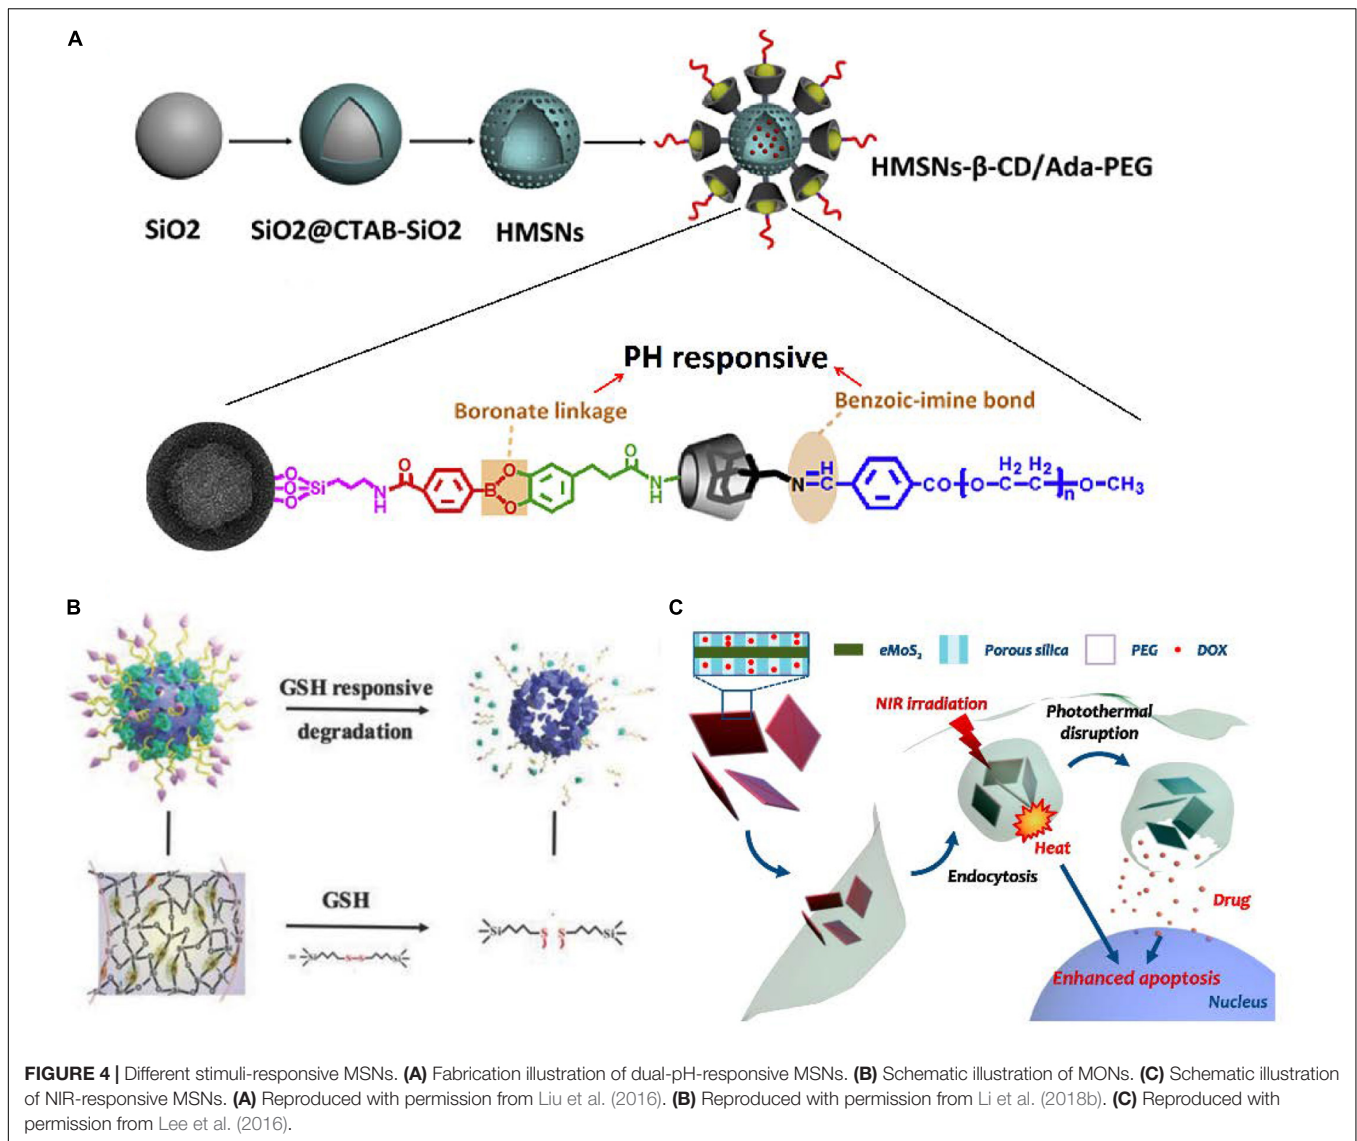 A
SiO2
SiO2@CTAB-SiO2
HMSNs
HMSNs-β-CD/Ada-PEG
PH responsive
Boronate linkage
Benzoic-imine bond
O
O
O
Si
N
H
O
B
O
O
O
N
H
N
H
C
CO
(
O
H2 H2
C C
)
n
O
CH3
B
GSH responsive
degradation
GSH
=
Si
S
S
Si
Si
S
S
Si
C
eMoS2
Porous silica
PEG
DOX
NIR irradiation
Photothermal
disruption
Heat
Endocytosis
Drug
Enhanced apoptosis
Nucleus
FIGURE 4 | Different stimuli-responsive MSNs. (A) Fabrication illustration of dual-pH-responsive MSNs. (B) Schematic illustration of MONs. (C) Schematic illustration
of NIR-responsive MSNs. (A) Reproduced with permission from Liu et al. (2016). (B) Reproduced with permission from Li et al. (2018b). (C) Reproduced with
permission from Lee et al. (2016).